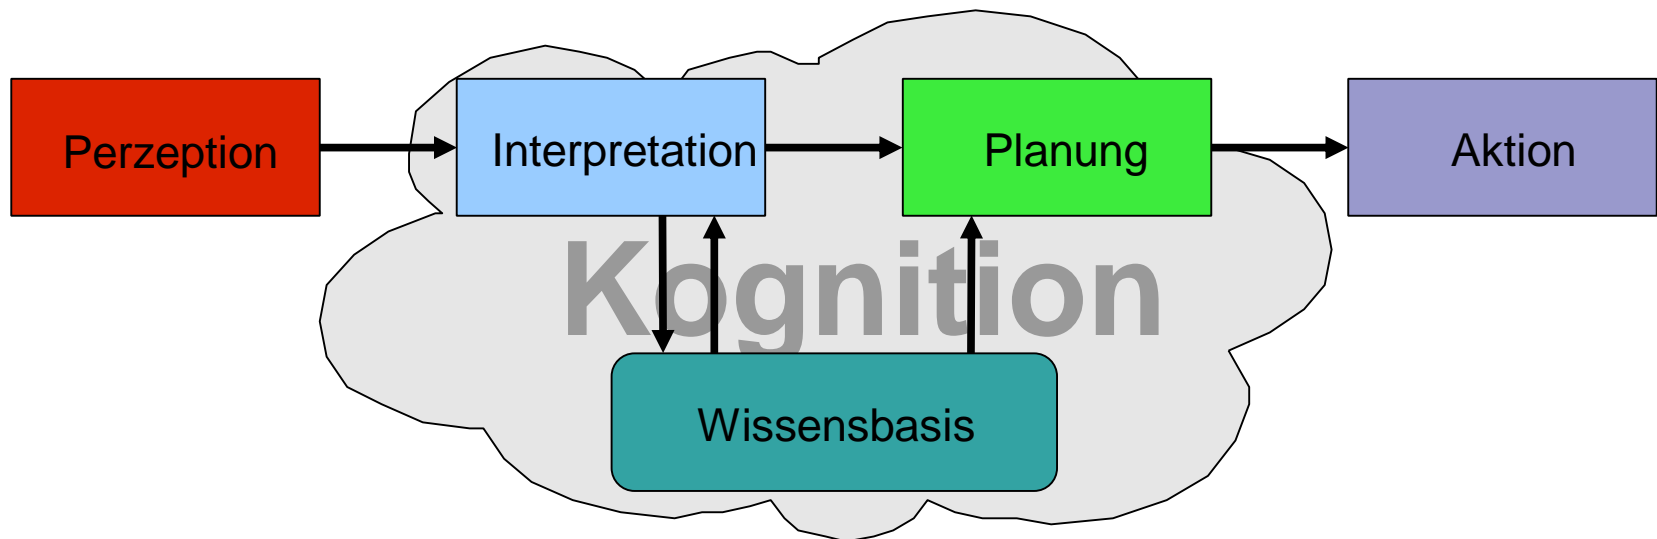 Perzeption
Interpretation
Planung
Aktion
Kognition
Wissensbasis